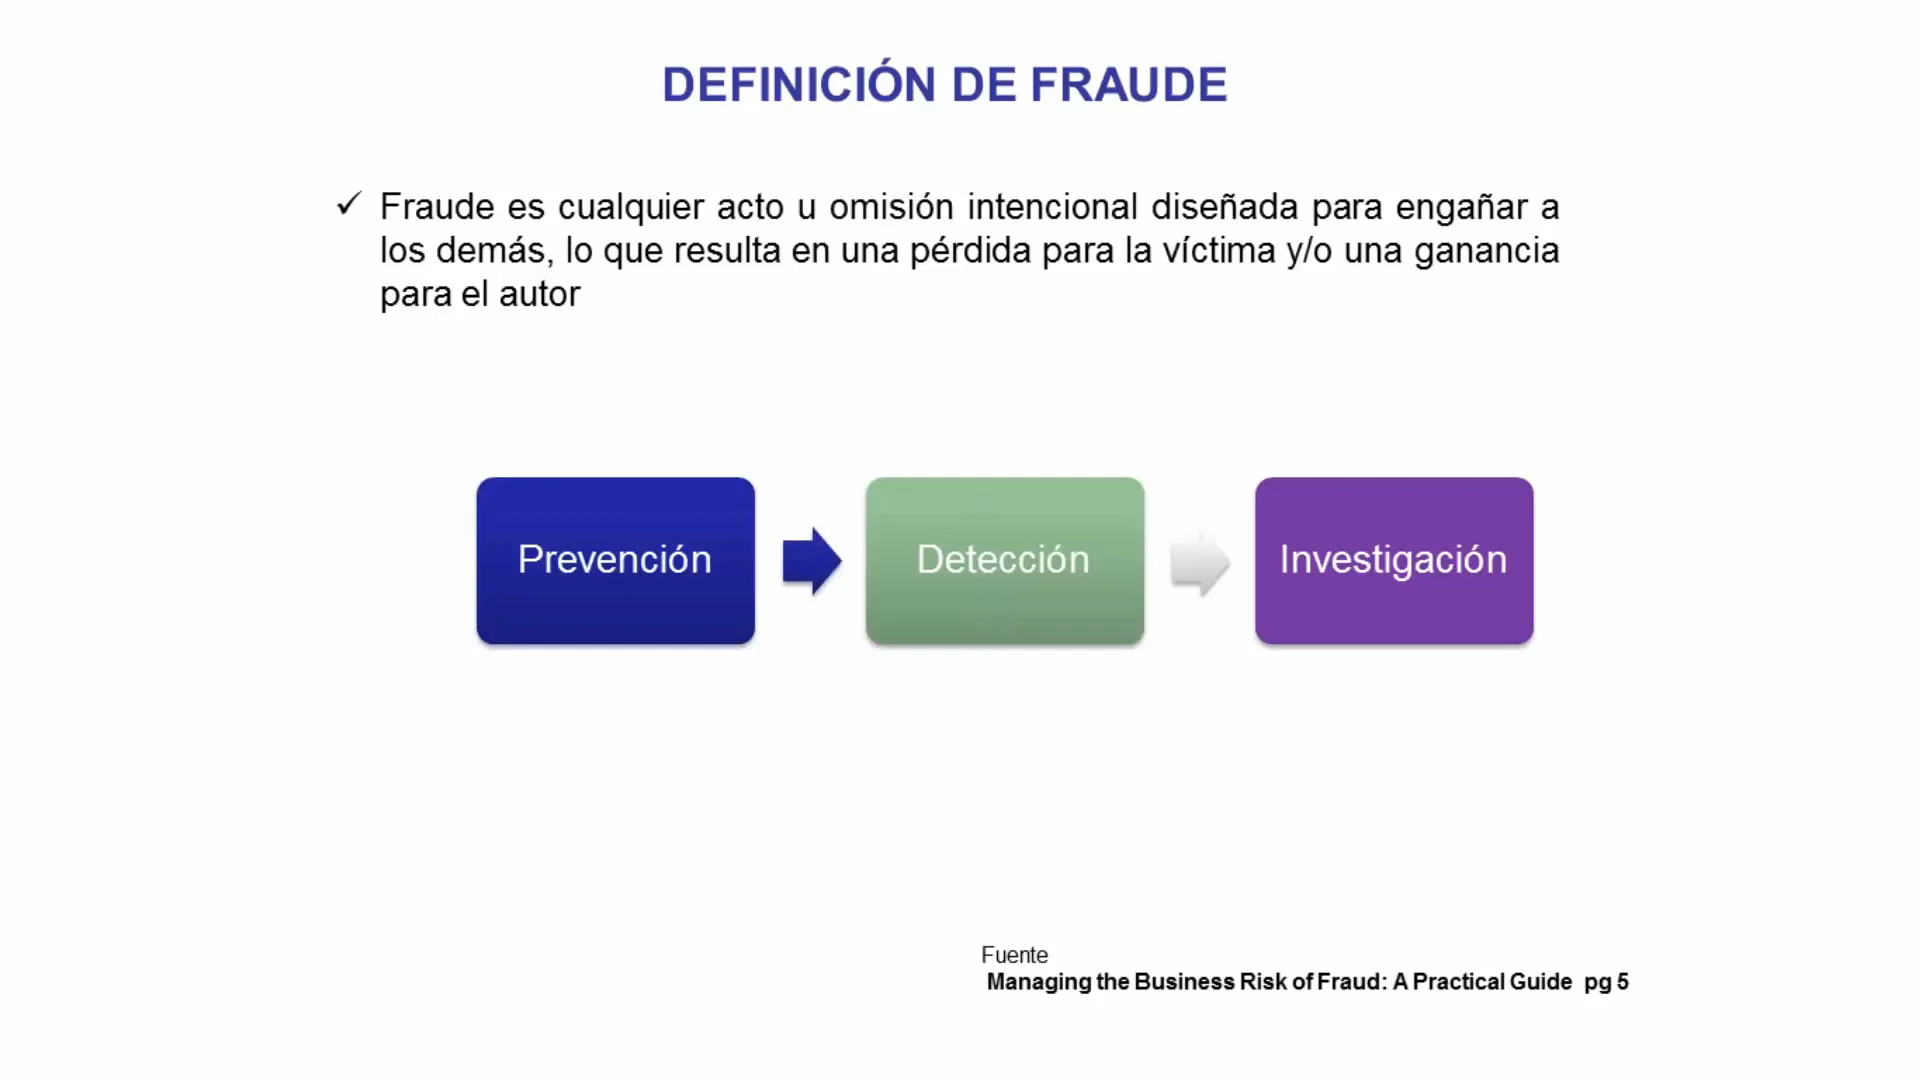 DEFINICIÓN DE FRAUDE
✓ Fraude es cualquier acto u omisión intencional diseñada para engañar a
los demás, lo que resulta en una pérdida para la víctima y/o una ganancia
para el autor
Prevención
Detección
Investigación
Fuente
Managing the Business Risk of Fraud: A Practical Guide pg 5